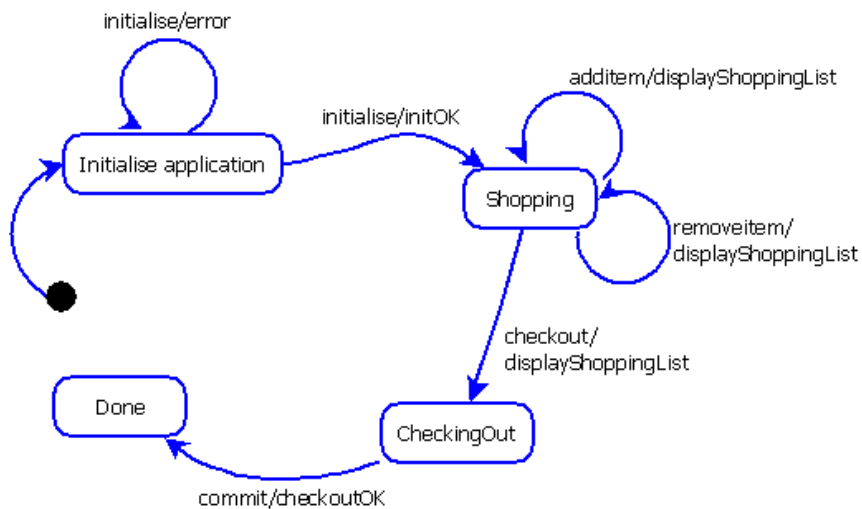 initialise/error
additem/displayShoppingList
initialise/initOK
Initialise application
Shopping
removeitem/
displayShoppingList
checkout/
displayShoppingList
Done
CheckingOut
commit/checkoutOK